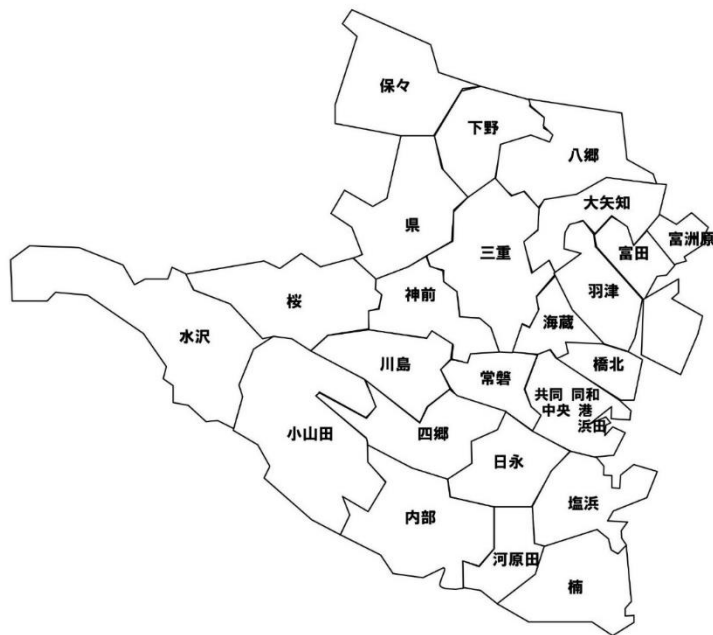 保々
下野
八郷
大矢知
県
富洲原
富田
三重
羽津
桜
神前
海蔵
水沢
川島
橋北
常磐
共同 同和
中央 港
浜田
小山田
四郷
日永
塩浜
内部
河原田
楠